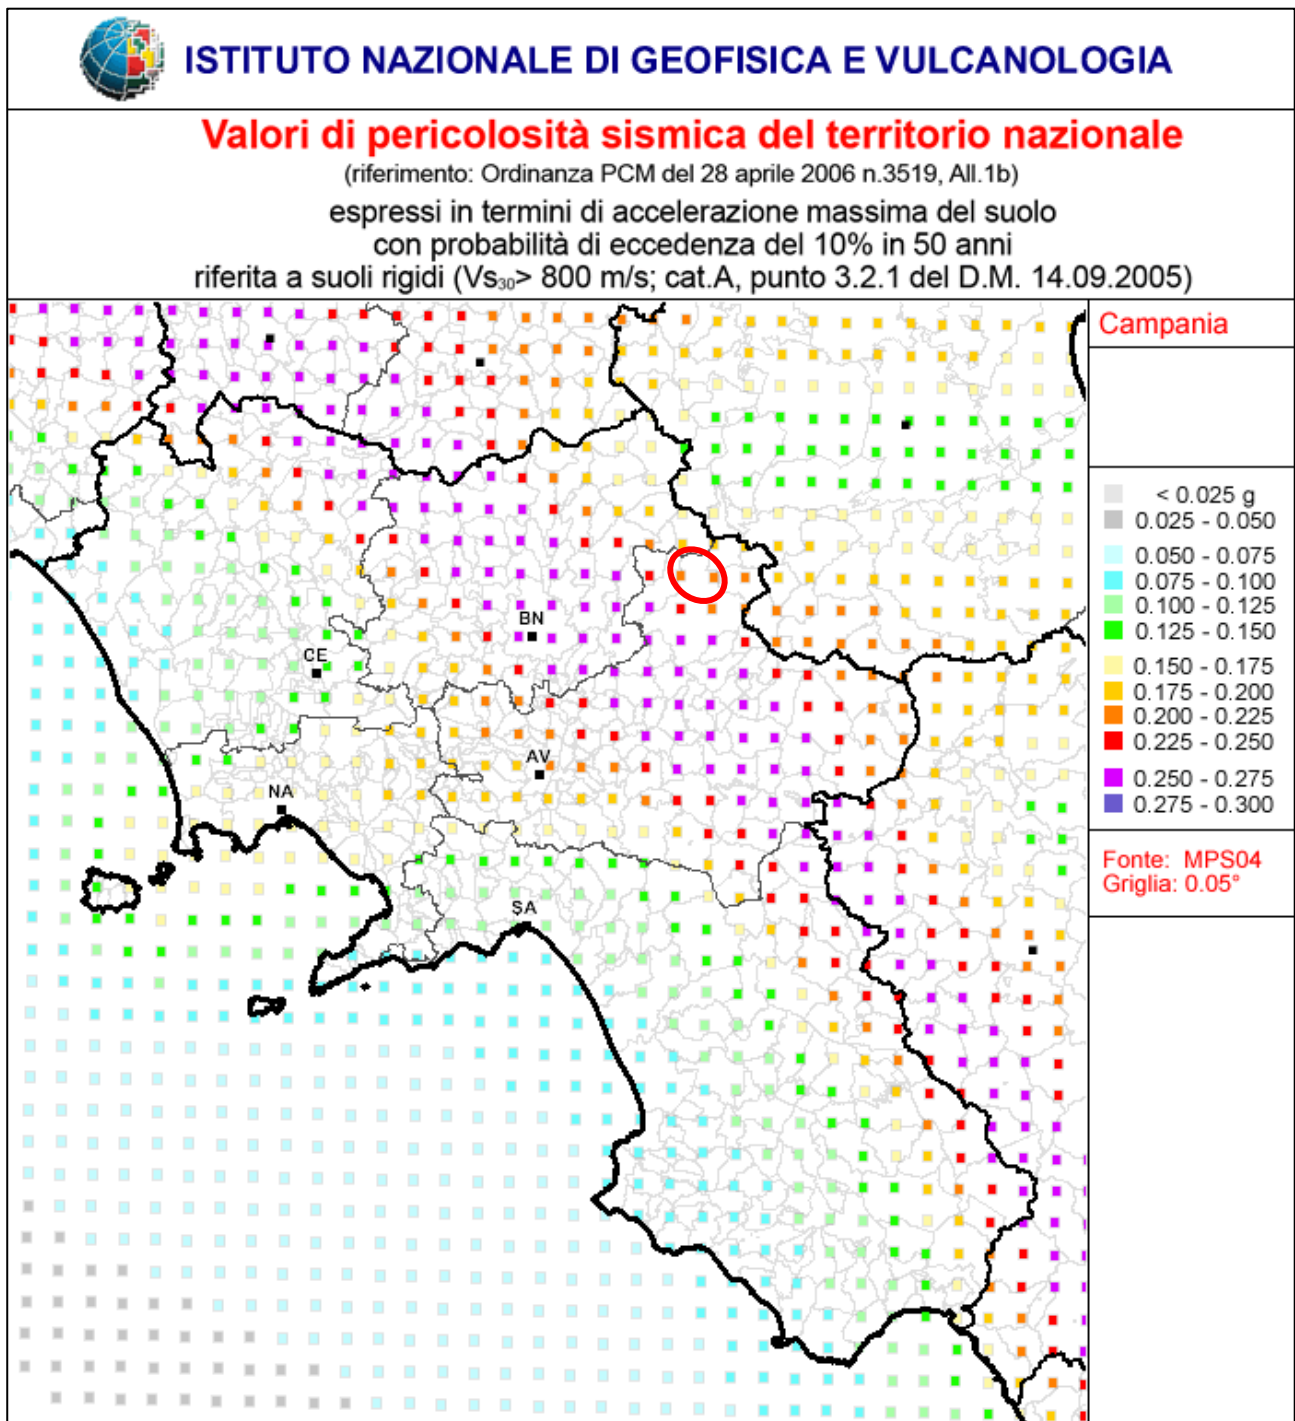 ISTITUTO NAZIONALE DI GEOFISICA E VULCANOLOGIA
Valori di pericolosità sismica del territorio nazionale
(riferimento: Ordinanza PCM del 28 aprile 2006 n.3519, All.1b)
espressi in termini di accelerazione massima del suolo
con probabilità di eccedenza del 10% in 50 anni
riferita a suoli rigidi (Vs30> 800 m/s; cat.A, punto 3.2.1 del D.M. 14.09.2005)
Campania
< 0.025 g
0.025 - 0.050
0.050 - 0.075
0.075 - 0.100
0.100 - 0.125
0.125 - 0.150
0.150 - 0.175
0.175 - 0.200
0.200 - 0.225
0.225 - 0.250
0.250 - 0.275
0.275 - 0.300
Fonte: MPS04
Griglia: 0.05°
BN
CE
AV
NA
SA